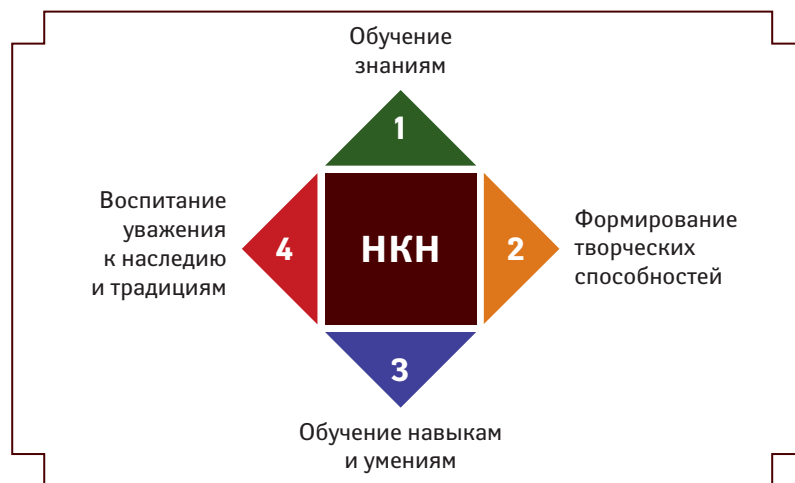 Обучение
знаниям
1
Воспитание
уважения
к наследию
и традициям
4
НКН
2
Формирование
творческих
способностей
3
Обучение навыкам
и умениям